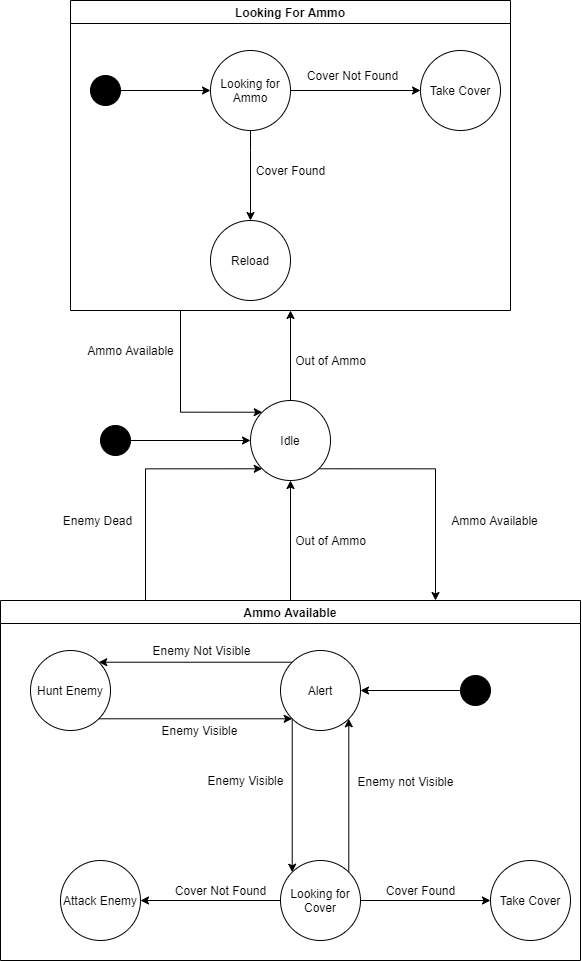 Looking For Ammo
Looking for
Ammo
Cover Not Found
Take Cover
Cover Found
Reload
Ammo Available
Out of Ammo
Idle
Enemy Dead
Out of Ammo
Ammo Available
Ammo Available
Enemy Not Visible
Hunt Enemy
Alert
Enemy Visible
Enemy Visible
Enemy not Visible
Attack Enemy
Cover Not Found
Looking for
Cover
Cover Found
Take Cover